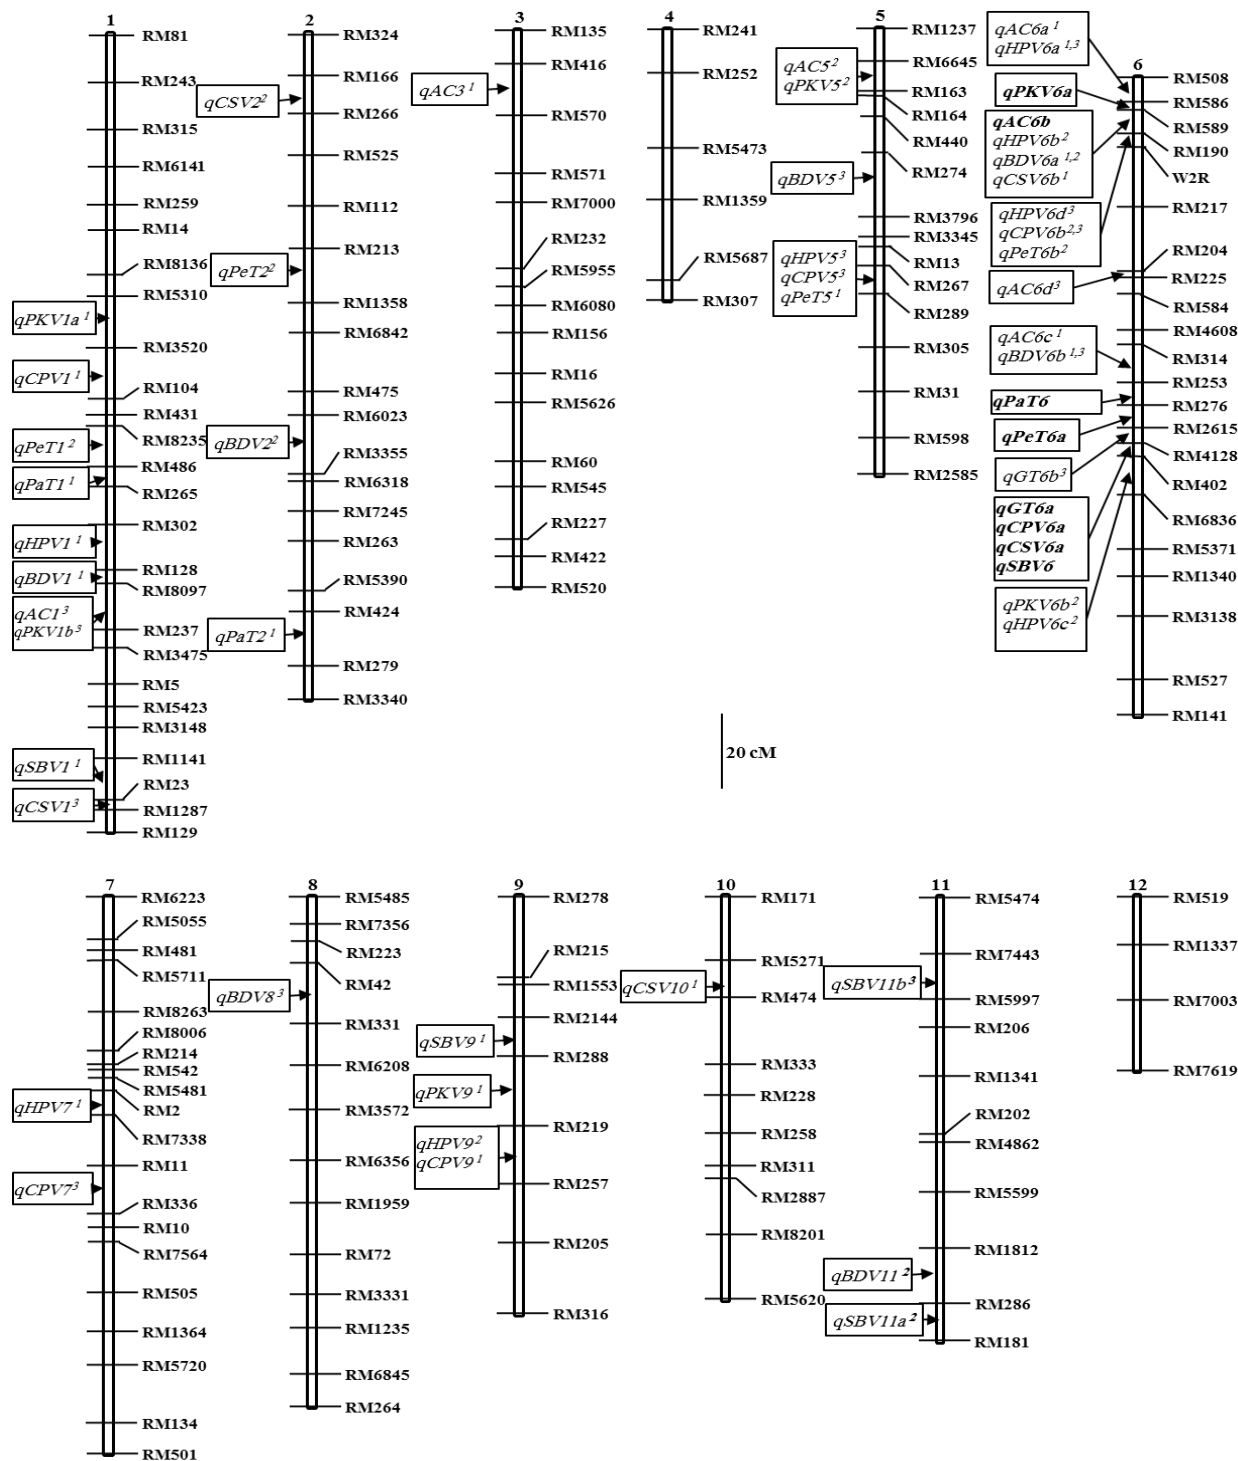 1
RM81
RM243
RM315
RM6141
RM259
RM14
RM8136
RM5310
qPKV1a 1
RM3520
qCPV1 1
RM104
RM431
RM8235
qPeT1 2
RM486
qPaT1 1
RM265
RM302
qHPV1 1
RM128
qBDV1 1
RM8097
qAC1 3
qPKV1b 3
RM237
RM3475
RM5
RM5423
RM3148
RM1141
qSBV1 1
RM23
qCSV1 3
RM1287
RM129
2
RM324
RM166
qCSV2 2
RM266
RM525
RM112
RM213
qPeT2 2
RM1358
RM6842
RM475
RM6023
qBDV2 2
RM3355
RM6318
RM7245
RM263
RM5390
RM424
qPaT2 1
RM279
RM3340
3
RM135
RM416
qAC3 1
RM570
RM571
RM7000
RM232
RM5955
RM6080
RM156
RM16
RM5626
RM60
RM545
RM227
RM422
RM520
4
RM241
RM252
RM5473
RM1359
RM5687
RM307
5
RM1237
RM6645
qAC5 2
qPKV5 2
RM163
RM164
RM440
RM274
qBDV5 3
RM3796
RM3345
RM13
qHPV5 3
qCPV5 3
qPeT5 1
RM267
RM289
RM305
RM31
RM598
RM2585
6
qAC6a 1
qHPV6a 1,3
RM508
qPKV6a
RM586
RM589
qAC6b
qHPV6b 2
qBDV6a 1,2
qCSV6b 1
RM190
W2R
RM217
qHPV6d 3
qCPV6b 2,3
qPeT6b 2
RM204
RM225
qAC6d 3
RM584
RM4608
qAC6c 1
qBDV6b 1,3
RM314
RM253
qPaT6
RM276
qPeT6a
RM2615
RM4128
qGT6b 3
RM402
qGT6a
qCPV6a
qCSV6a
qSBV6
RM6836
RM5371
RM1340
qPKV6b 2
qHPV6c 2
RM3138
RM527
RM141
20 cM
7
RM6223
RM5055
RM481
RM5711
RM8263
RM8006
RM214
RM542
RM5481
qHPV7 1
RM2
RM7338
RM11
qCPV7 3
RM336
RM10
RM7564
RM505
RM1364
RM5720
RM134
RM501
8
RM5485
RM7356
RM223
RM42
qBDV8 3
RM331
RM6208
RM3572
RM6356
RM1959
RM72
RM3331
RM1235
RM6845
RM264
9
RM278
RM215
RM1553
RM2144
qSBV9 1
RM288
qPKV9 1
RM219
qHPV9 2
qCPV9 1
RM257
RM205
RM316
10
RM171
RM5271
qCSV10 1
RM474
RM333
RM228
RM258
RM311
RM2887
RM8201
RM5620
11
RM5474
RM7443
qSBV11b 3
RM5997
RM206
RM1341
RM202
RM4862
RM5599
RM1812
qBDV11 2
RM286
qSBV11a 2
RM181
12
RM519
RM1337
RM7003
RM7619